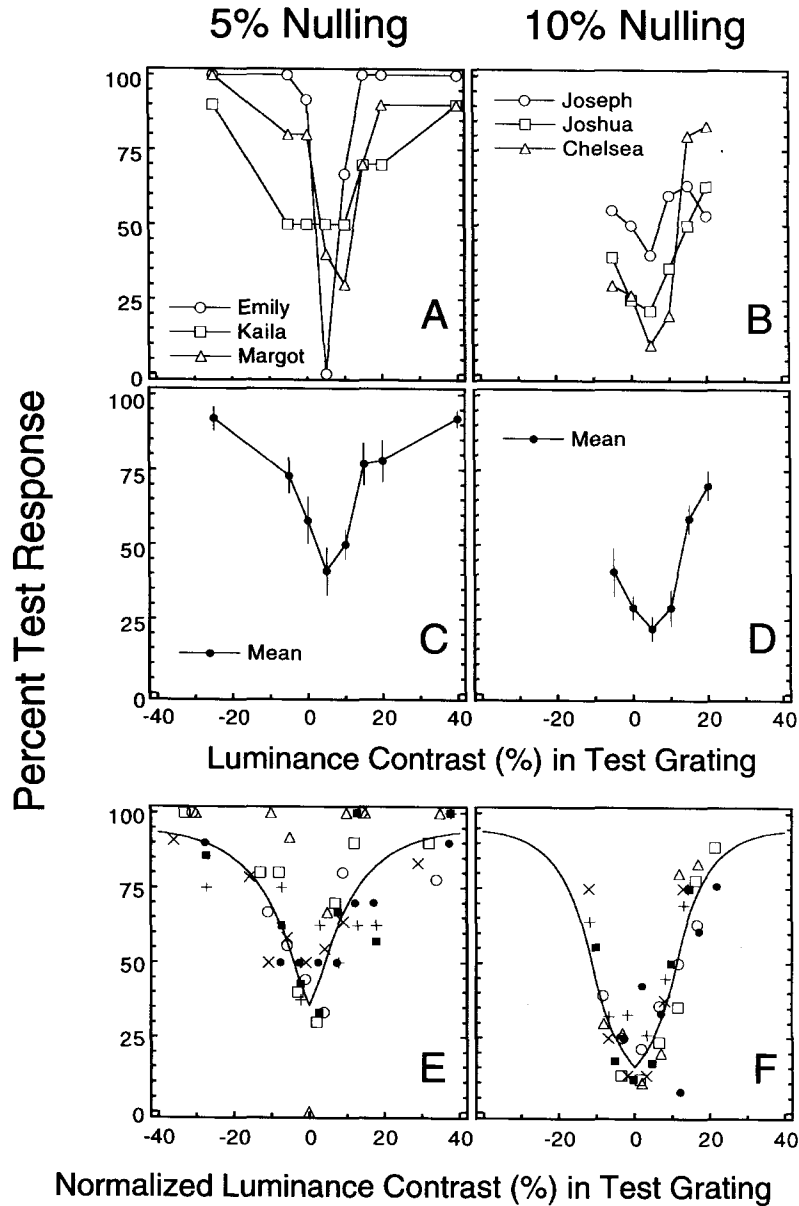 5% Nulling
10% Nulling
Percent Test Response
100
75
50
25
0
Emily
Kaila
Margot
A
Joseph
Joshua
Chelsea
B
100
75
50
25
0
Mean
C
Mean
D
-40 -20 0 20 40
-20 0 20 40
Luminance Contrast (%) in Test Grating
100
75
50
25
0
E
F
-40 -20 0 20 40
-20 0 20 40
Normalized Luminance Contrast (%) in Test Grating